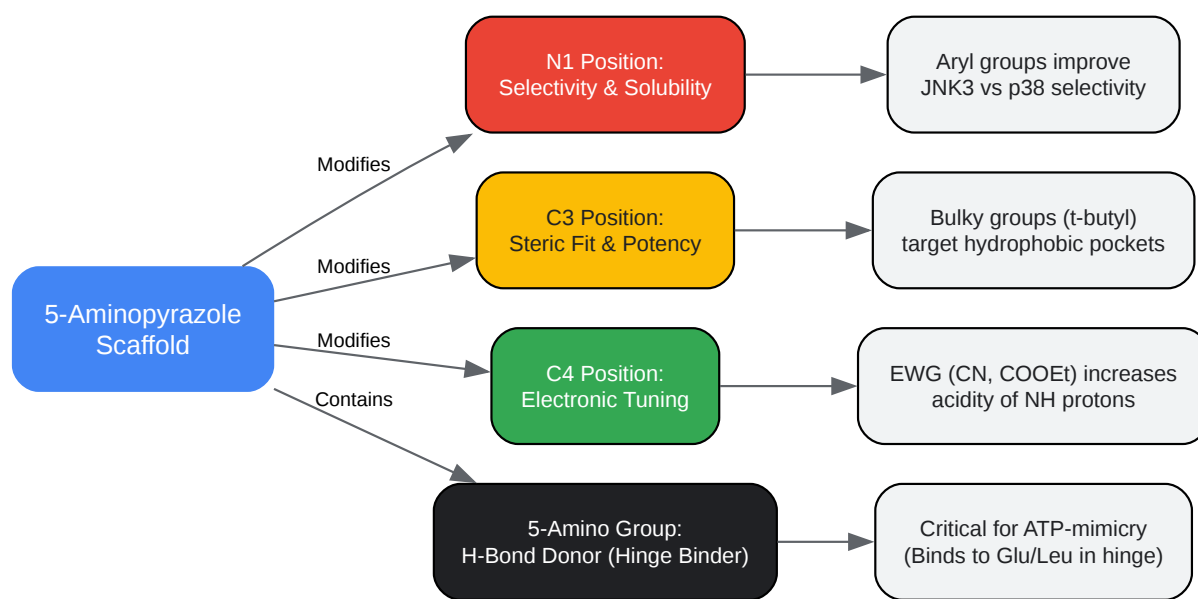 5-Aminopyrazole
Scaffold
Modifies
N1 Position:
Selectivity & Solubility
Aryl groups improve
JNK3 vs p38 selectivity
Modifies
C3 Position:
Steric Fit & Potency
Bulky groups (t-butyl)
target hydrophobic pockets
Modifies
C4 Position:
Electronic Tuning
EWG (CN, COOEt) increases
acidity of NH protons
Contains
5-Amino Group:
H-Bond Donor (Hinge Binder)
Critical for ATP-mimicry
(Binds to Glu/Leu in hinge)